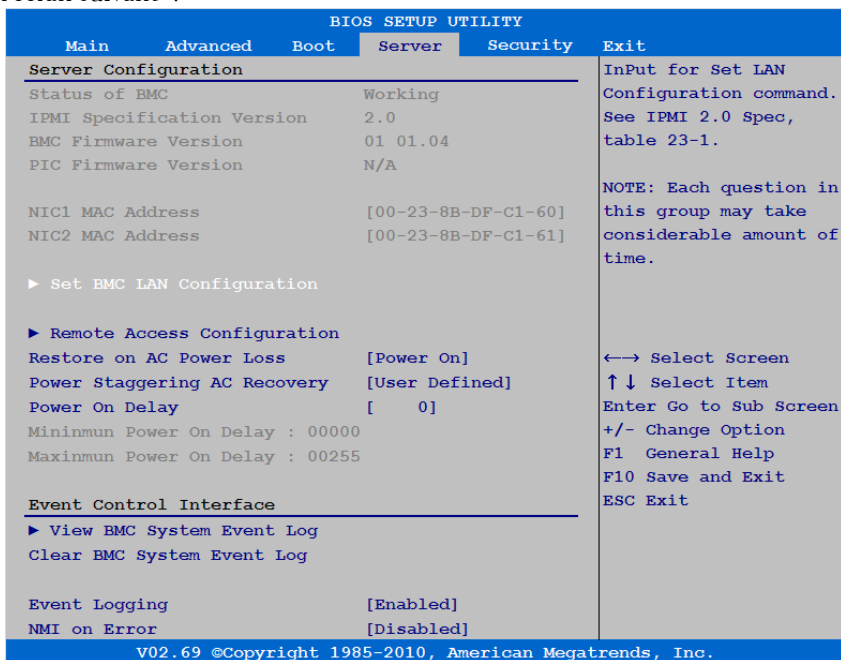 BIOS SETUP UTILITY
Main Advanced Boot Server Security Exit
Server Configuration
Status of BMC Working
IPMI Specification Version 2.0
BMC Firmware Version 01 01.04
PIC Firmware Version N/A
NIC1 MAC Address [00-23-8B-DF-C1-60]
NIC2 MAC Address [00-23-8B-DF-C1-61]
► Set BMC LAN Configuration
► Remote Access Configuration
Restore on AC Power Loss [Power On]
Power Staggering AC Recovery [User Defined]
Power On Delay [ 0]
Mininmun Power On Delay : 00000
Maxinmun Power On Delay : 00255
Event Control Interface
► View BMC System Event Log
Clear BMC System Event Log
Event Logging [Enabled]
NMI on Error [Disabled]
InPut for Set LAN
Configuration command.
See IPMI 2.0 Spec,
table 23-1.
NOTE: Each question in
this group may take
considerable amount of
time.
←→ Select Screen
↑↓ Select Item
Enter Go to Sub Screen
+/- Change Option
F1 General Help
F10 Save and Exit
ESC Exit
V02.69 ©Copyright 1985-2010, American Megatrends, Inc.